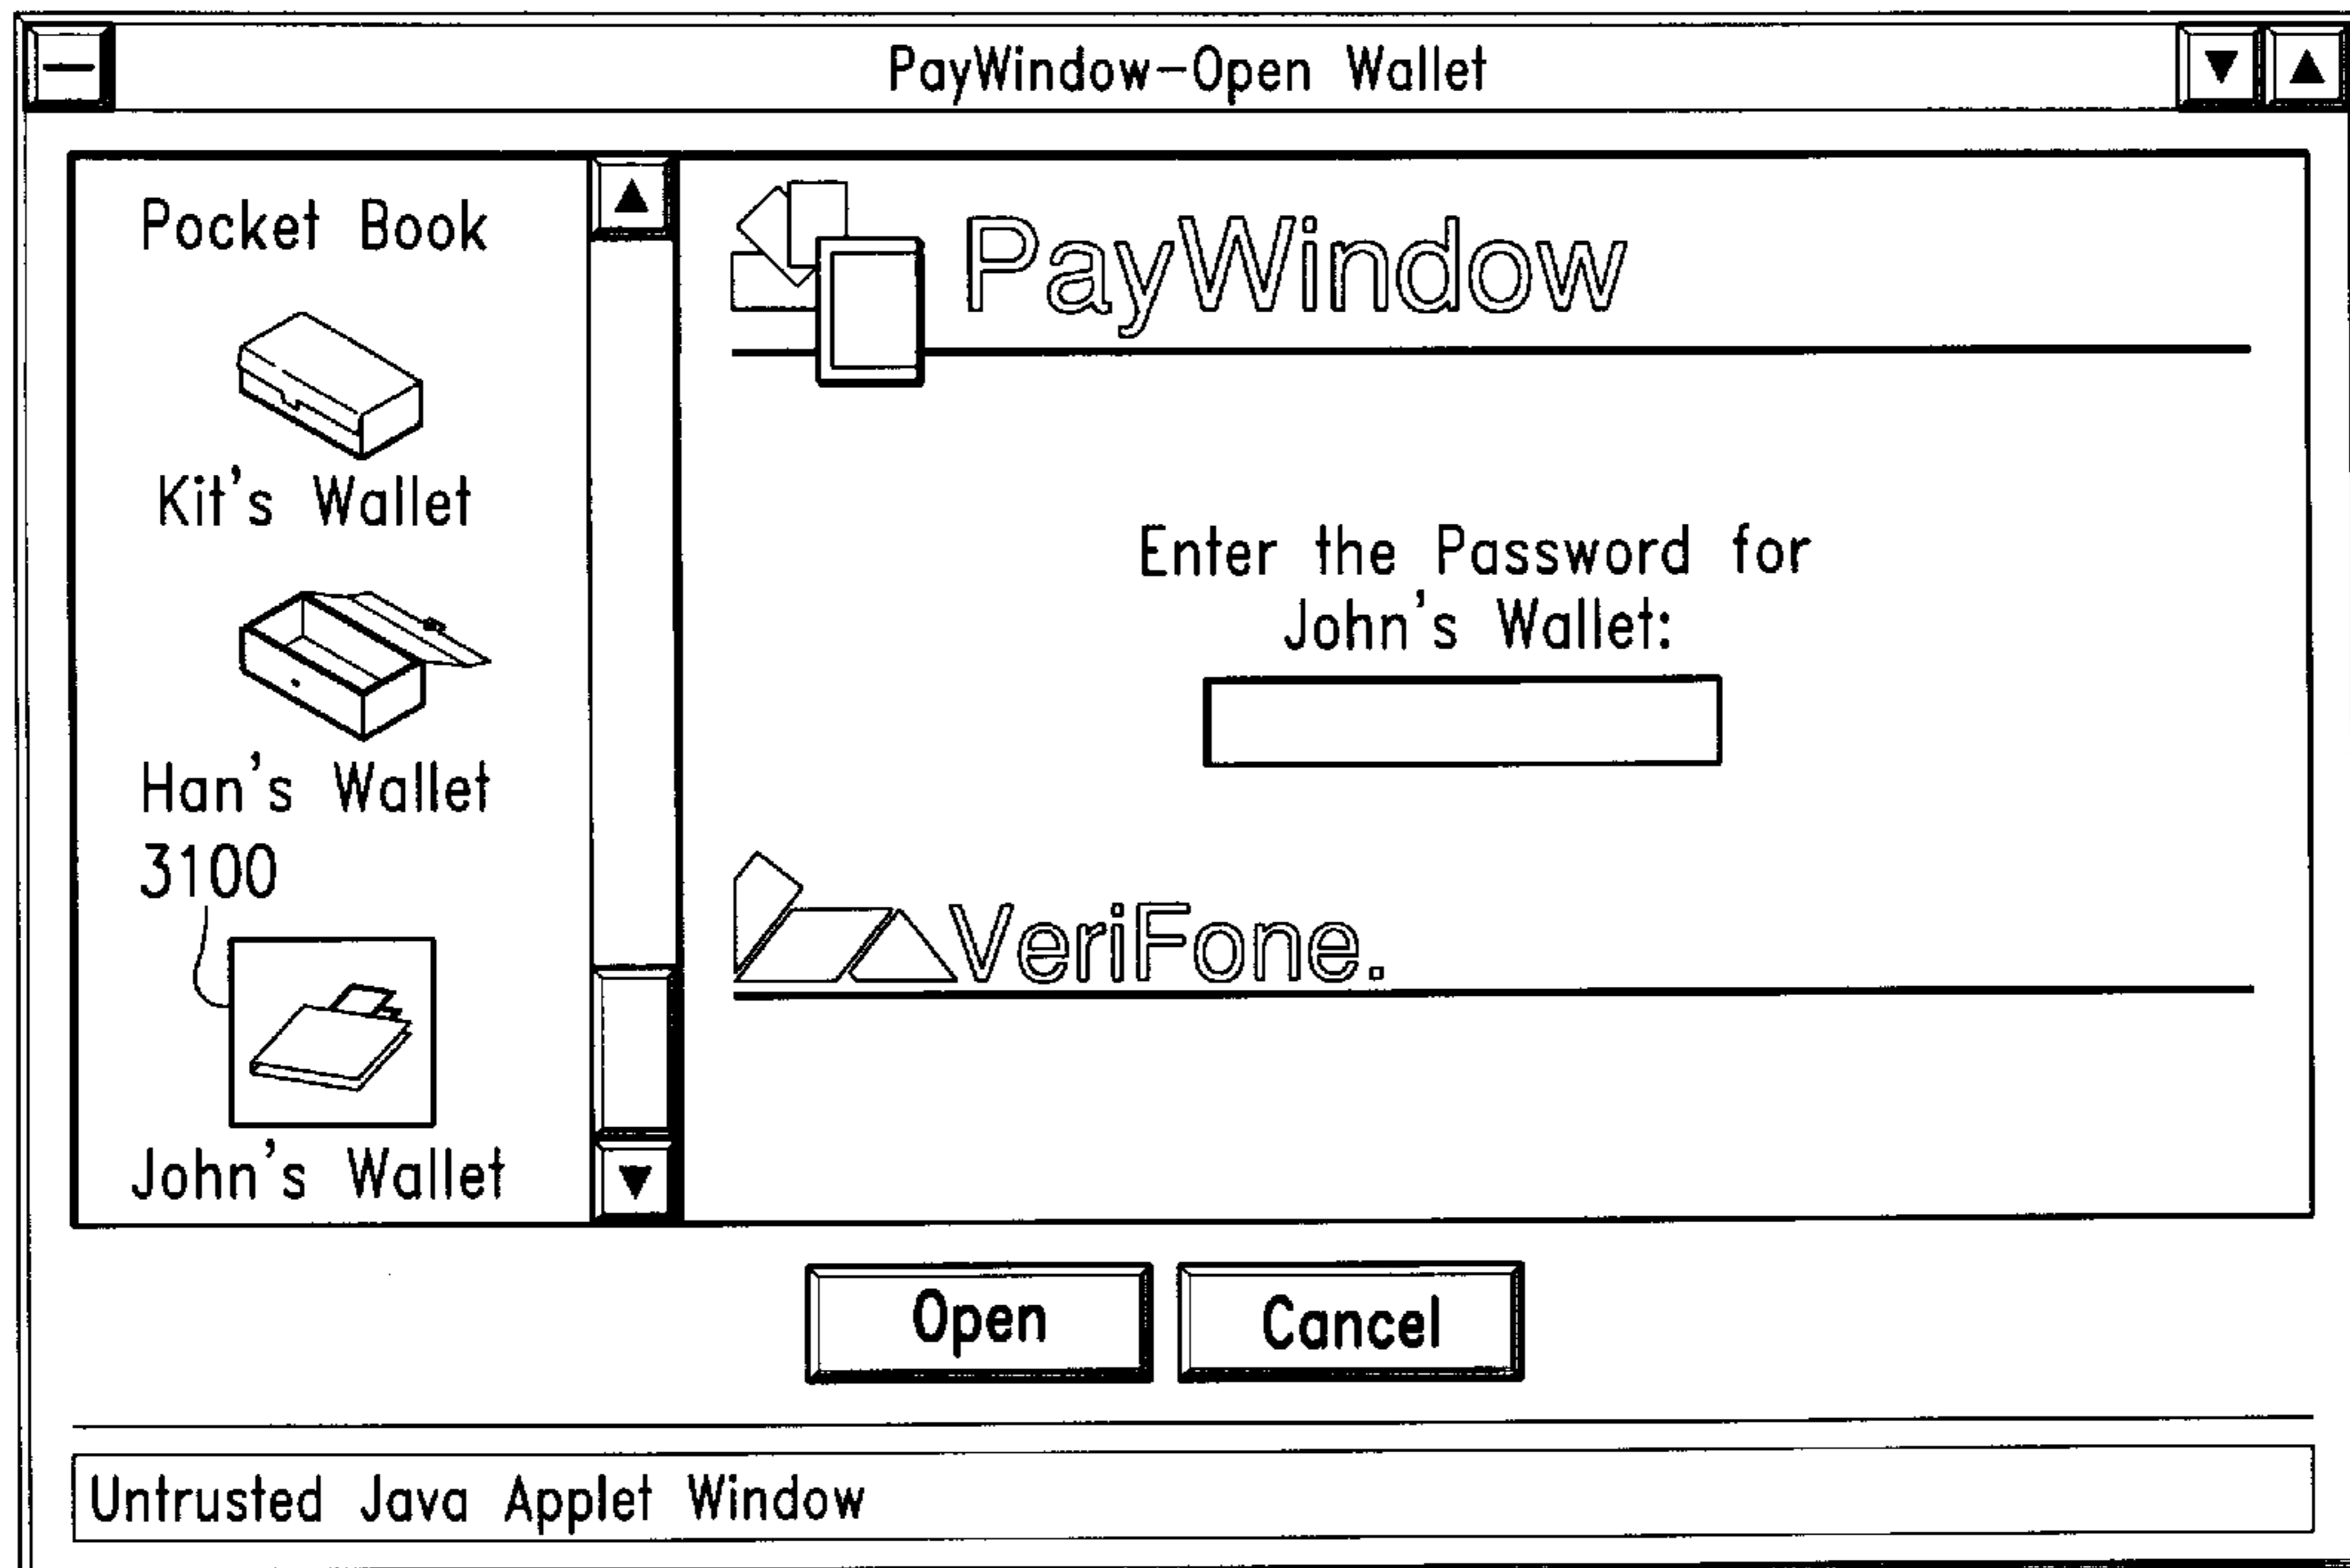 PayWindow-Open Wallet
Pocket Book
Kit's Wallet
Han's Wallet
3100
John's Wallet
PayWindow
Enter the Password for
John's Wallet:
VeriFone.
Open
Cancel
Untrusted Java Applet Window